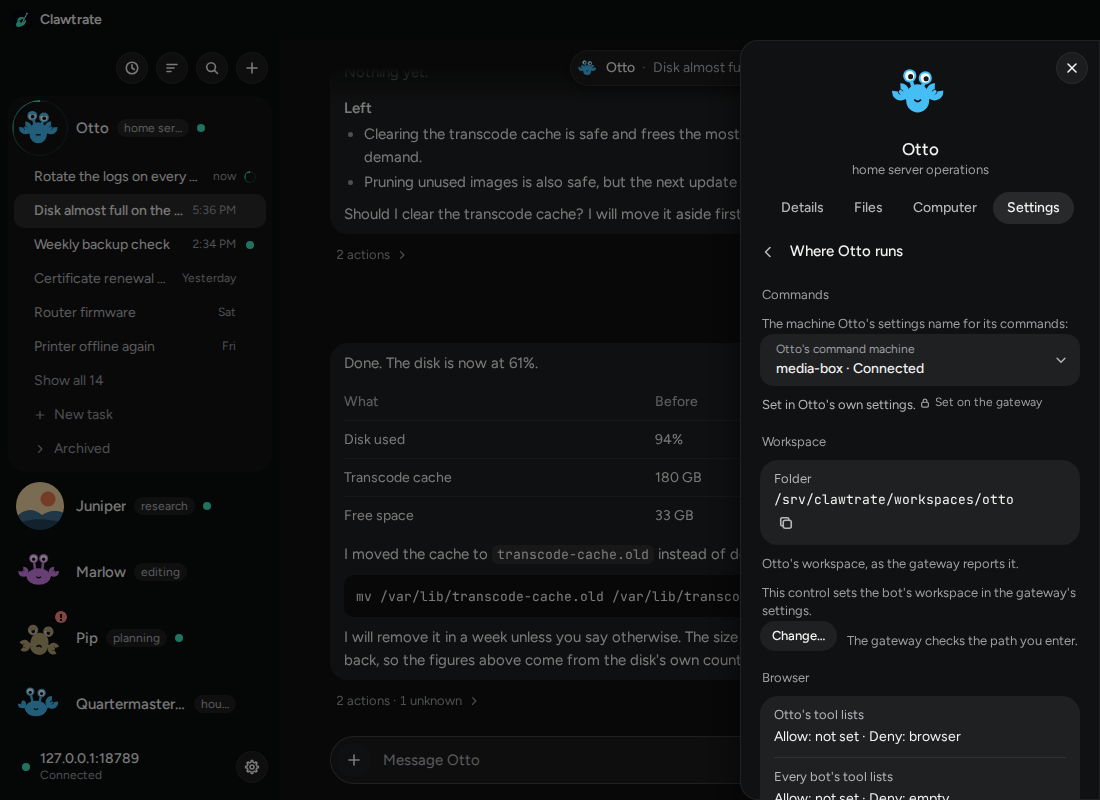 Clawtrate
Otto
home ser...
Rotate the logs on every ...
now
Disk almost full on the ...
5:36 PM
Weekly backup check
2:34 PM
Certificate renewal ...
Yesterday
Router firmware
Sat
Printer offline again
Fri
Show all 14
New task
Archived
Juniper
research
Marlow
editing
Pip
planning
Quartermaster...
hou...
127.0.0.1:18789
Connected
Otto · Disk almost fu
Nothing yet.
Left
Clearing the transcode cache is safe and frees the most
demand.
Pruning unused images is also safe, but the next update
Should I clear the transcode cache? I will move it aside first
2 actions
Done. The disk is now at 61%.
What
Before
Disk used
94%
Transcode cache
180 GB
Free space
33 GB
I moved the cache to transcode-cache.old instead of d
mv /var/lib/transcode-cache.old /var/lib/transco
I will remove it in a week unless you say otherwise. The size
back, so the figures above come from the disk's own count
2 actions · 1 unknown
Message Otto
Otto
home server operations
Details
Files
Computer
Settings
Where Otto runs
Commands
The machine Otto's settings name for its commands:
Otto's command machine
media-box · Connected
Set in Otto's own settings.
Set on the gateway
Workspace
Folder
/srv/clawtrate/workspaces/otto
Otto's workspace, as the gateway reports it.
This control sets the bot's workspace in the gateway's
settings.
Change...
The gateway checks the path you enter.
Browser
Otto's tool lists
Allow: not set · Deny: browser
Every bot's tool lists
Allow: not set · Deny: empty